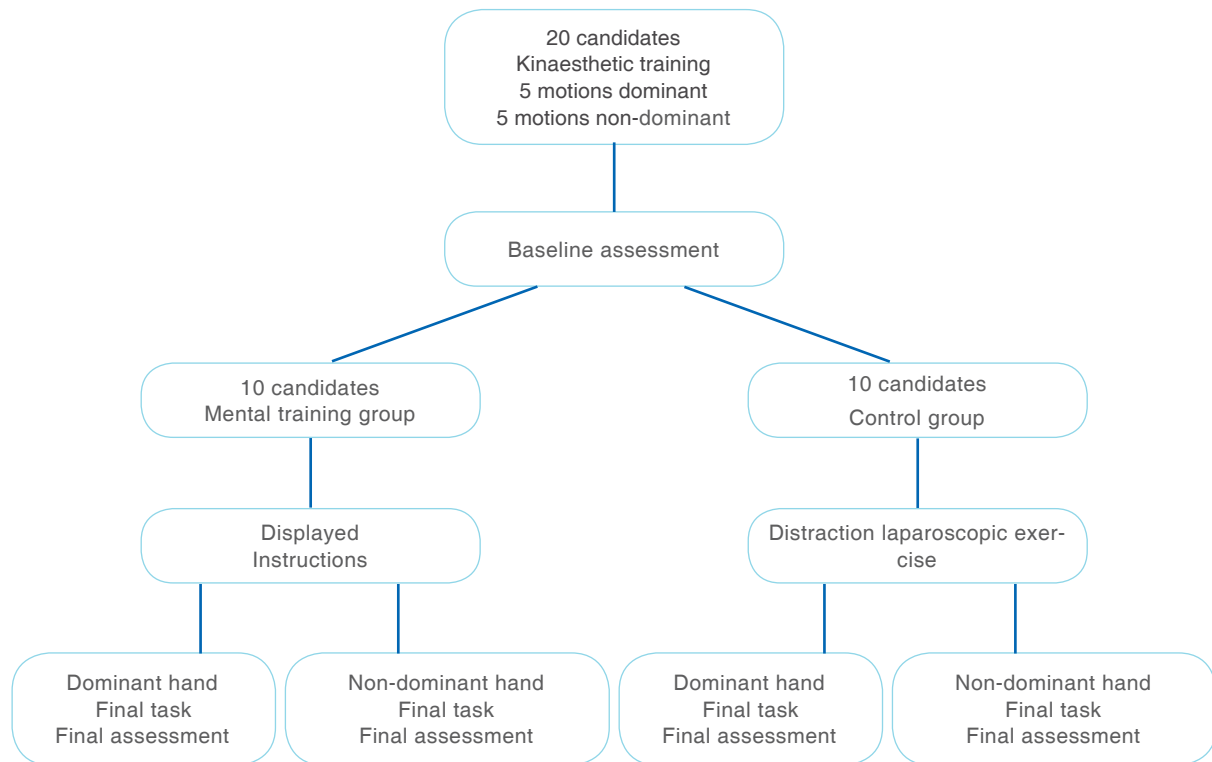 20 candidates
Kinaesthetic training
5 motions dominant
5 motions non-dominant
Baseline assessment
10 candidates
Mental training group
10 candidates
Control group
Displayed
Instructions
Distraction laparoscopic exer-
cise
Dominant hand
Final task
Final assessment
Non-dominant hand
Final task
Final assessment
Dominant hand
Final task
Final assessment
Non-dominant hand
Final task
Final assessment